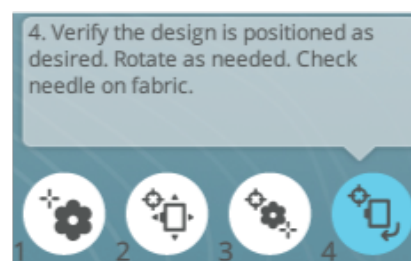 4. Verify the design is positioned as
desired. Rotate as needed. Check
needle on fabric.
1 2 3 4